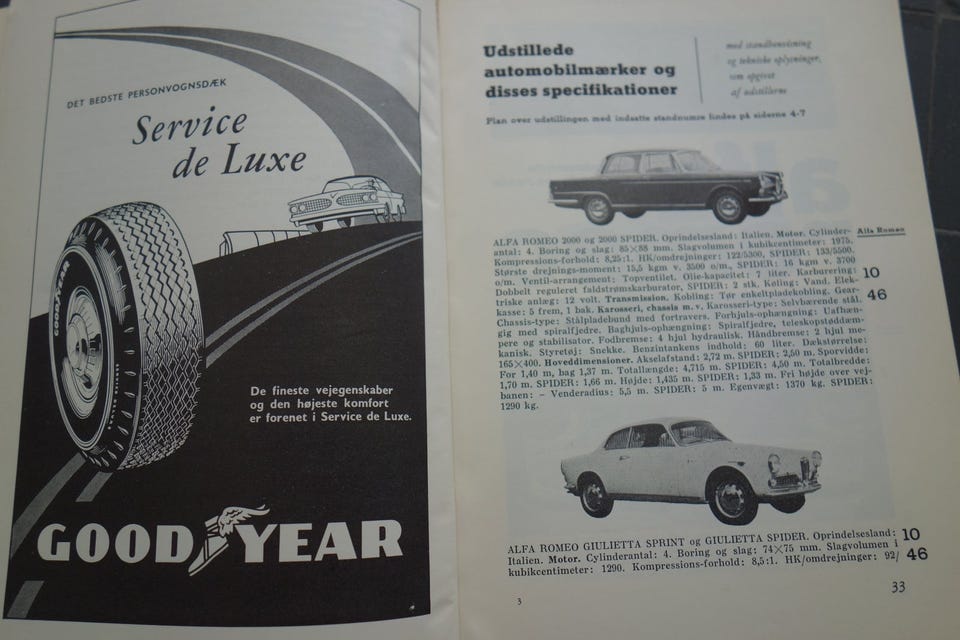 DET BEDSTE PERSONVOGNSDÆK
Service
de Luxe
GOODYEAR
De fineste vejegenskaber
og den højeste komfort
er forenet i Service de Luxe.
GOOD YEAR
Udstillede
automobilmærker og
disses specifikationer
med standhenvisning
og tekniske oplysninger,
som opgivet
af udstillerne
Plan over udstillingen med indsatte standnumre findes på siderne 4-7
ALFA ROMEO 2000 og 2000 SPIDER. Oprindelsesland: Italien. Motor. Cylinder-
antal: 4. Boring og slag: 85×88 mm. Slagvolumen i kubikcentimeter: 1975.
Kompressions-forhold: 8,25:1. HK/omdrejninger: 122/5300, SPIDER: 133/5500.
Største drejnings-moment: 15,5 kgm v. 3500 o/m., SPIDER: 16 kgm v. 3700
o/m. Ventil-arrangement: Topventilet. Olie-kapacitet: 7 liter. Karburering:
Dobbelt reguleret faldstrømskarburator, SPIDER: 2 stk. Køling: Vand. Elek-
triske anlæg: 12 volt. Transmission. Kobling: Tør enkeltpladekobling. Gear-
kasse: 5 frem, 1 bak. Karosseri, chassis m.v. Karosseri-type: Selvbærende stål.
Chassis-type: Stålpladebund med fortravers. Forhjuls-ophængning: Uafhæn-
gig med spiralfjedre. Baghjuls-ophængning: Spiralfjedre, teleskopstøddæm-
pere og stabilisator. Fodbremse: 4 hjul hydraulisk. Håndbremse: 2 hjul me-
kanisk. Styretøj: Snekke. Benzintankens indhold: 60 liter. Dækstørrelse:
165×400. Hoveddimensioner. Akselafstand: 2,72 m. SPIDER: 2,50 m. Sporvidde:
For 1,40 m, bag 1,37 m. Totallængde: 4,715 m. SPIDER: 4,50 m. Totalbredde:
1,70 m. SPIDER: 1,66 m. Højde: 1,435 m. SPIDER: 1,33 m. Fri højde over vej-
banen: – Venderadius: 5,5 m. SPIDER: 5 m. Egenvægt: 1370 kg. SPIDER:
1290 kg.
Alfa Romeo
10
46
ALFA ROMEO GIULIETTA SPRINT og GIULIETTA SPIDER. Oprindelsesland:
Italien. Motor. Cylinderantal: 4. Boring og slag: 74×75 mm. Slagvolumen i
kubikcentimeter: 1290. Kompressions-forhold: 8,5:1. HK/omdrejninger: 92/
10
46
3
33